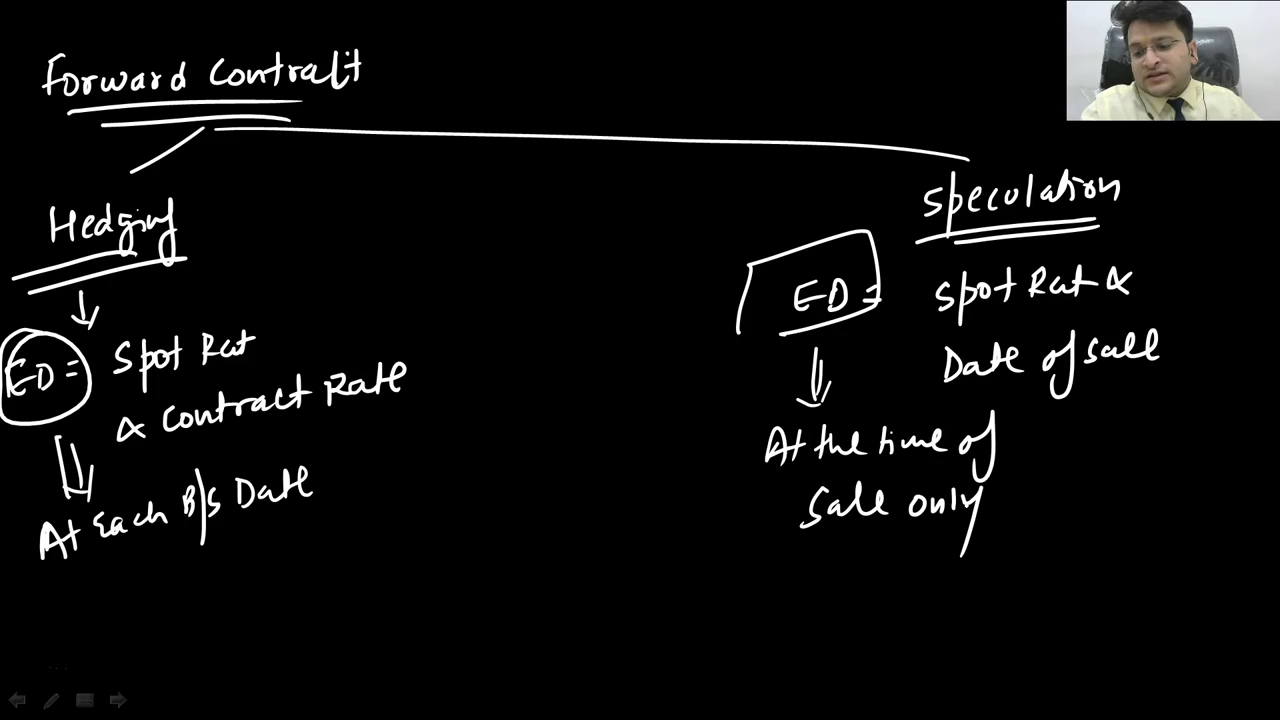 Forward Contralt
Hedging
ED = Spot Rat
& Contract Rate
At Each B/S Date
Speculation
ED = Spot Rat &
Date of Sale
At the time of
Sale only